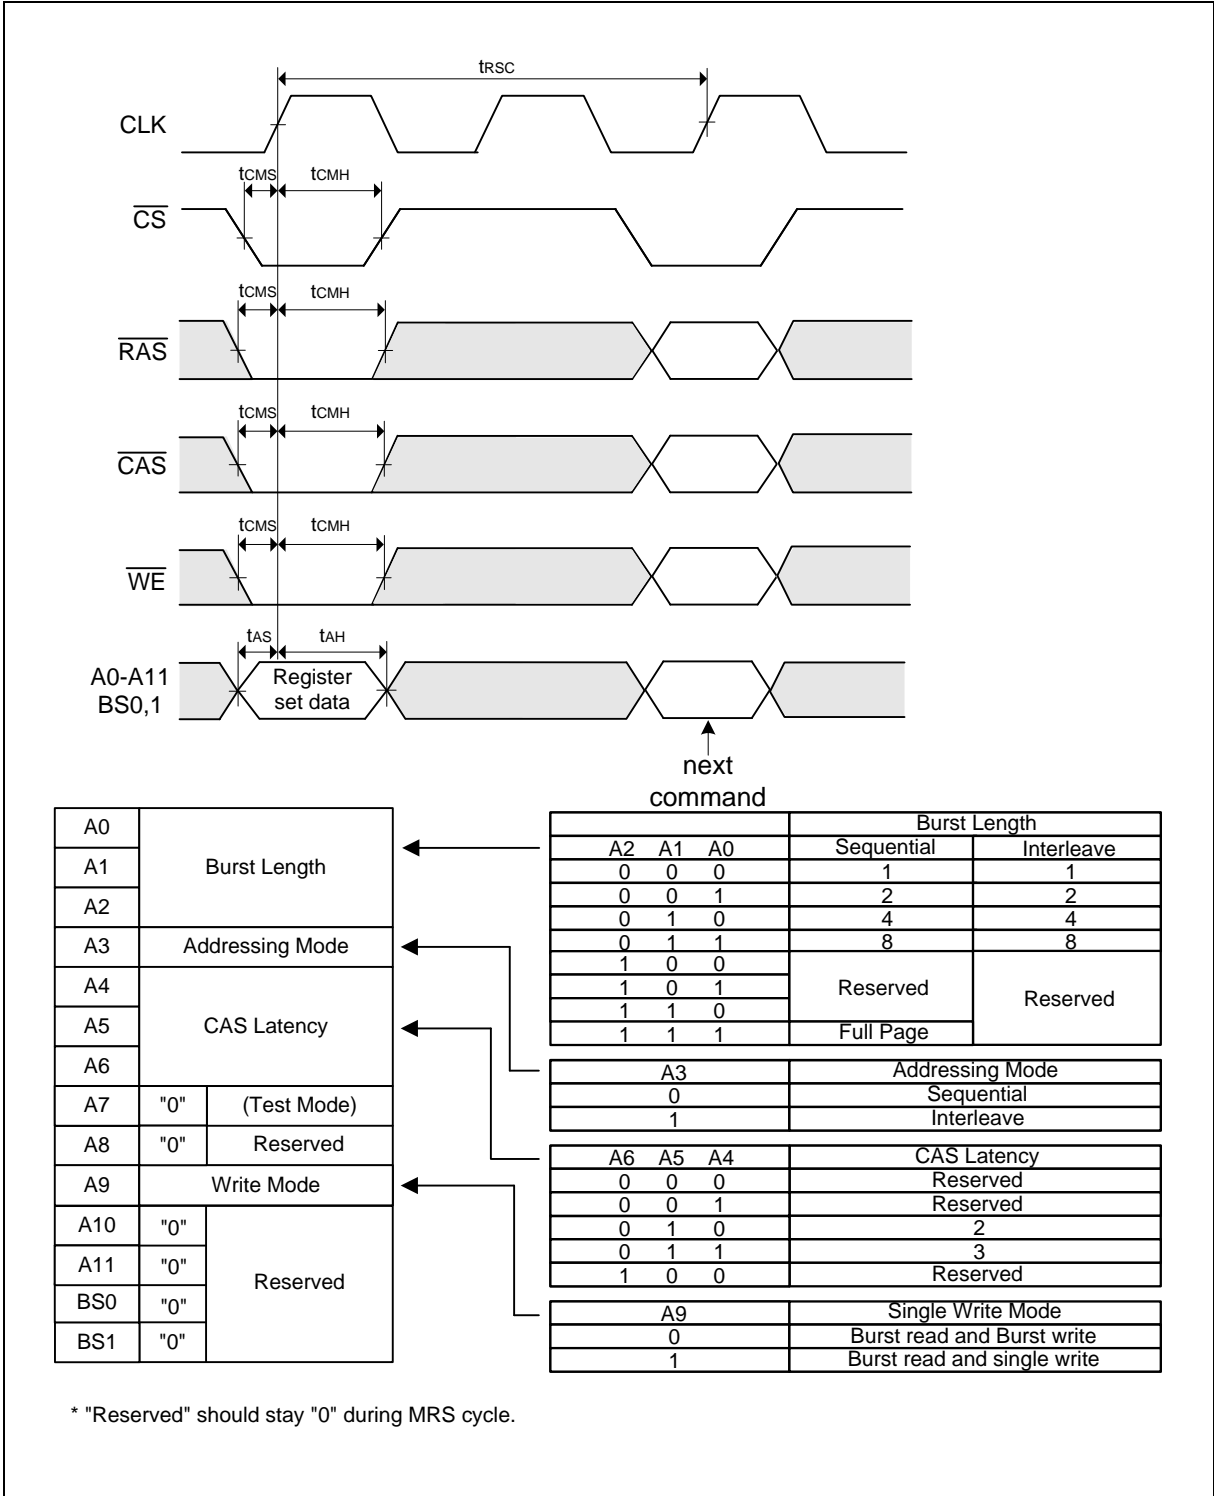 tRSC
CLK
tCMS tCMH
CS
tCMS tCMH
RAS
tCMS tCMH
CAS
tCMS tCMH
WE
tAS tAH
A0-A11
BS0,1
Register
set data
next
command
A0
A1
A2
Burst Length
A3 Addressing Mode
A4
A5
A6
CAS Latency
A7 "0" (Test Mode)
A8 "0" Reserved
A9 Write Mode
A10 "0"
A11 "0"
BS0 "0"
BS1 "0"
Reserved
Burst Length
A2 A1 A0 Sequential Interleave
0 0 0 1 1
0 0 1 2 2
0 1 0 4 4
0 1 1 8 8
1 0 0
1 0 1 Reserved Reserved
1 1 0
1 1 1 Full Page
A3 Addressing Mode
0 Sequential
1 Interleave
A6 A5 A4 CAS Latency
0 0 0 Reserved
0 0 1 Reserved
0 1 0 2
0 1 1 3
1 0 0 Reserved
A9 Single Write Mode
0 Burst read and Burst write
1 Burst read and single write
* "Reserved" should stay "0" during MRS cycle.